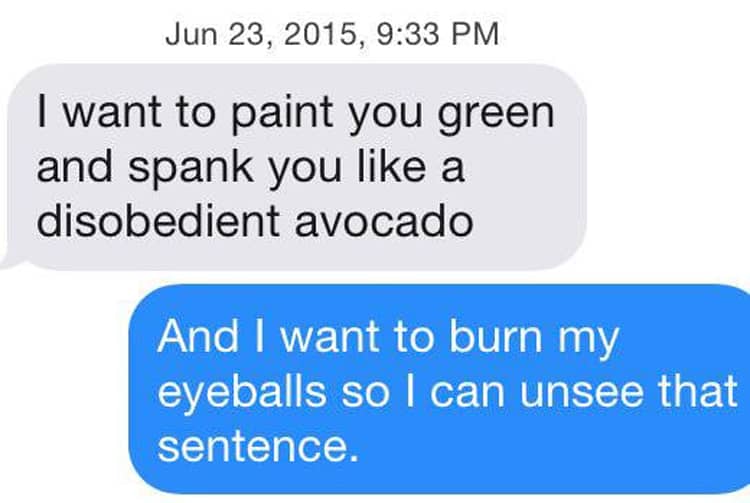 Jun 23, 2015, 9:33 PM
I want to paint you green
and spank you like a
disobedient avocado
And I want to burn my
eyeballs so I can unsee that
sentence.